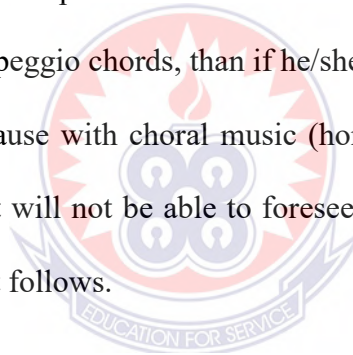 peggio chords, than if he/she
ause with choral music (hor
will not be able to foresee
follows.
EDUCATION FOR SERVICE